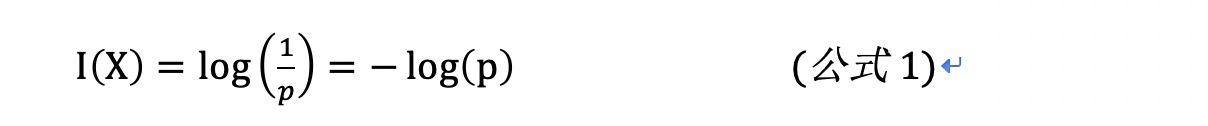 I(X) = log(1/p) = − log(p) (公式 1)